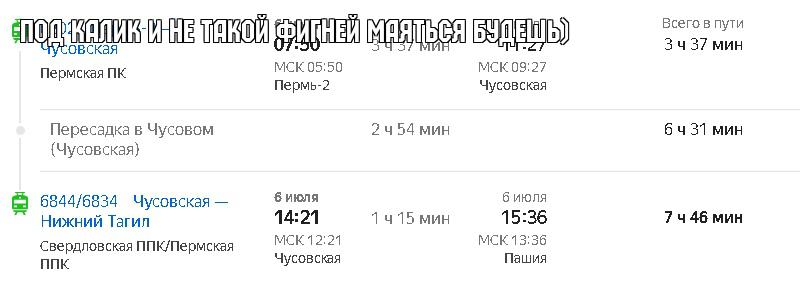 ПОД КАЛИК И НЕ ТАКОЙ ФИГНЕЙ МАЯТЬСЯ БУДЕШЬ)
Всего в пути
Чусовская
07:50
3 ч 37 мин
11:27
3 ч 37 мин
МСК 05:50
МСК 09:27
Пермская ПК
Пермь-2
Чусовская
Пересадка в Чусовом
(Чусовская)
2 ч 54 мин
6 ч 31 мин
6844/6834 Чусовская —
Нижний Тагил
6 июля
6 июля
14:21
1 ч 15 мин
15:36
7 ч 46 мин
МСК 12:21
МСК 13:36
Свердловская ППК/Пермская
ППК
Чусовская
Пашия